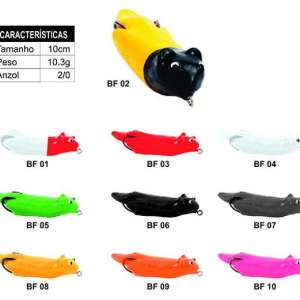 CARACTERÍSTICAS
Tamanho 10cm
Peso 10.3g
Anzol 2/0
BF 02
BF 01 BF 03 BF 04
BF 05 BF 06 BF 07
BF 08 BF 09 BF 10